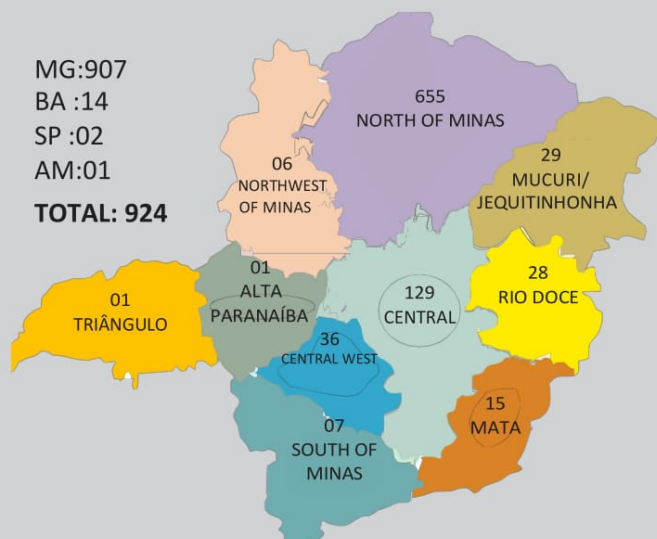 MG:907
BA :14
SP :02
AM:01
TOTAL: 924
655
NORTH OF MINAS
06
NORTHWEST
OF MINAS
29
MUCURI/
JEQUITINHONHA
01
TRIÂNGULO
01
ALTA
PARANAÍBA
129
CENTRAL
28
RIO DOCE
36
CENTRAL WEST
15
MATA
07
SOUTH OF
MINAS